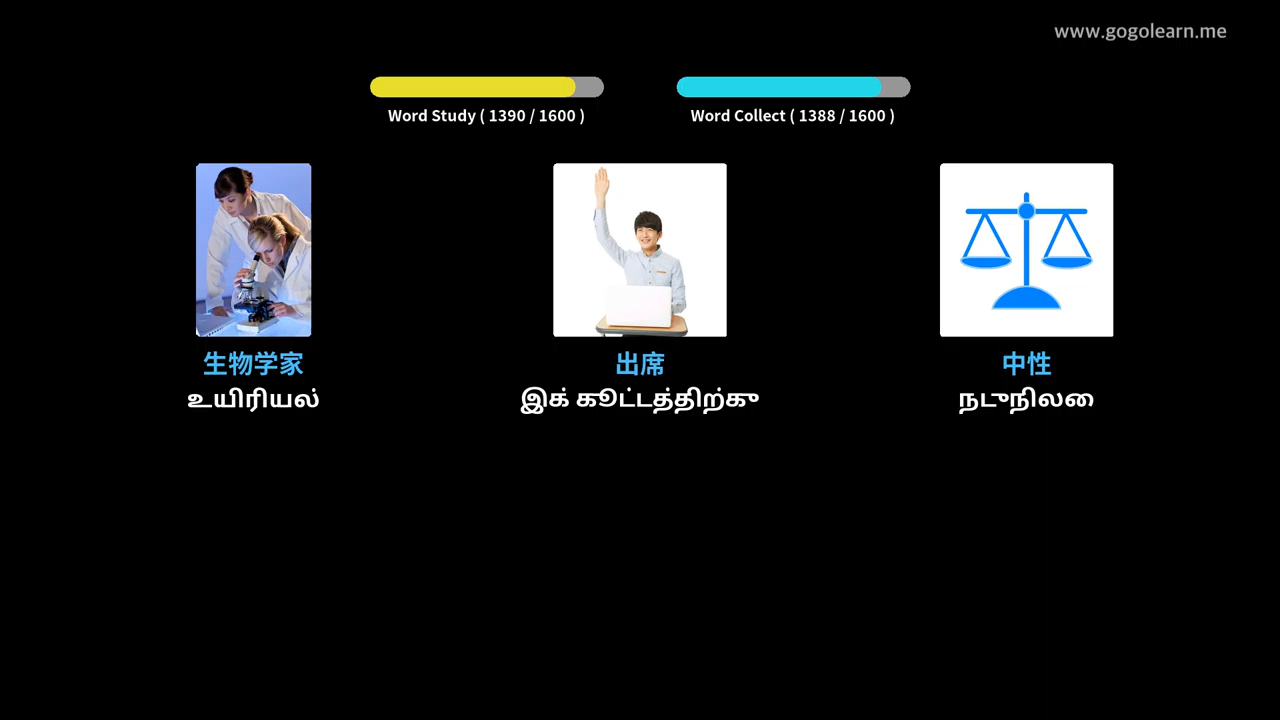 www.gogolearn.me
Word Study ( 1390 / 1600 )
Word Collect ( 1388 / 1600 )
生物学家
உயிரியல்
出席
இக் கூட்டத்திற்கு
中性
நடுநிலை